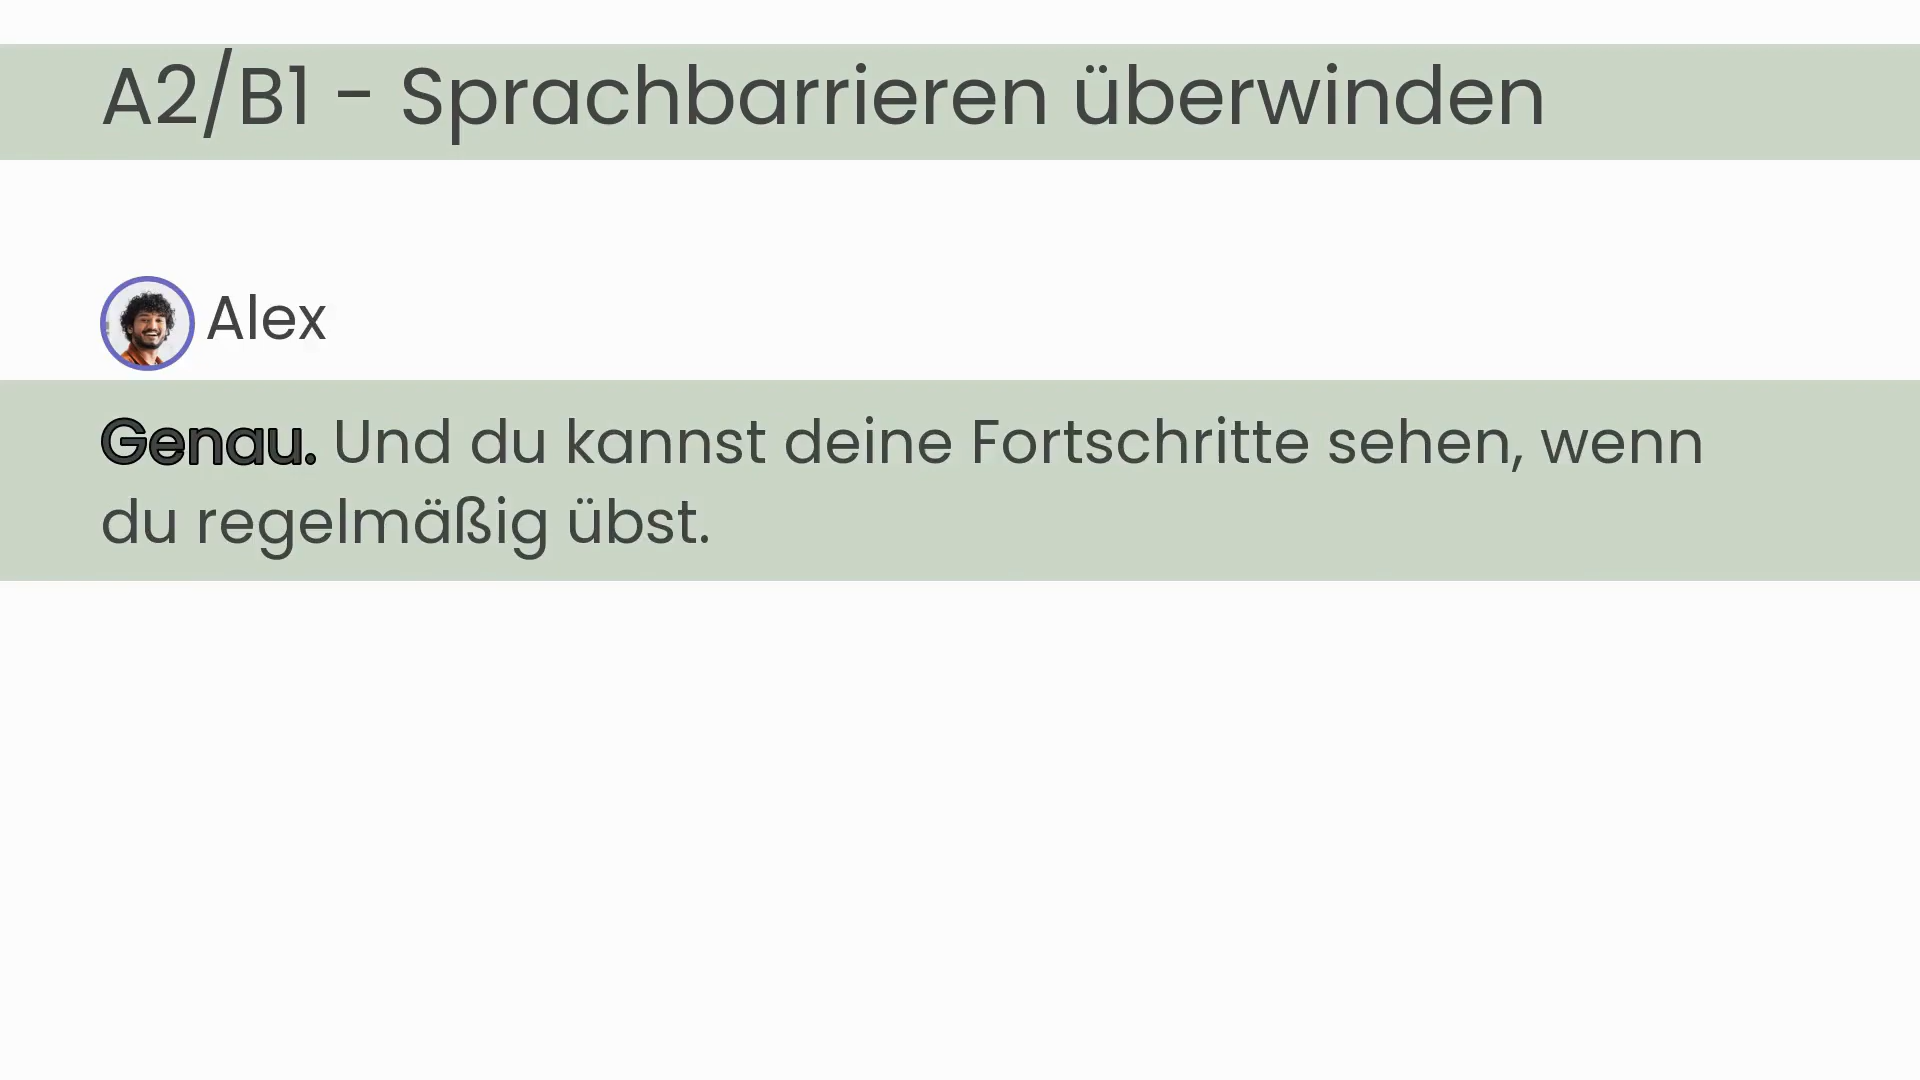 A2/B1 - Sprachbarrieren überwinden
Alex
Genau. Und du kannst deine Fortschritte sehen, wenn
du regelmäßig übst.